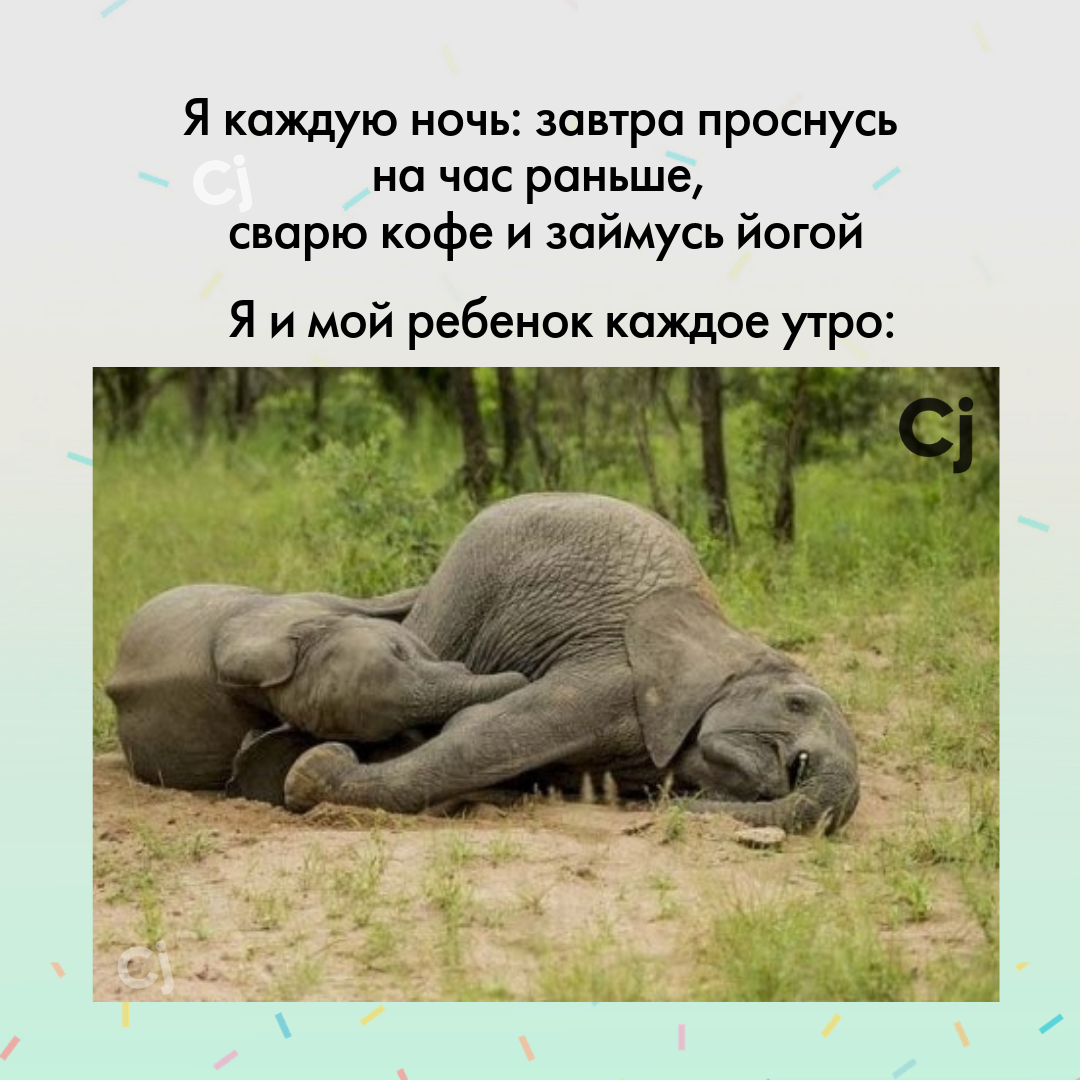 Я каждую ночь: завтра проснусь
на час раньше,
сварю кофе и займусь йогой
Я и мой ребенок каждое утро:
Cj
Cj
Cj